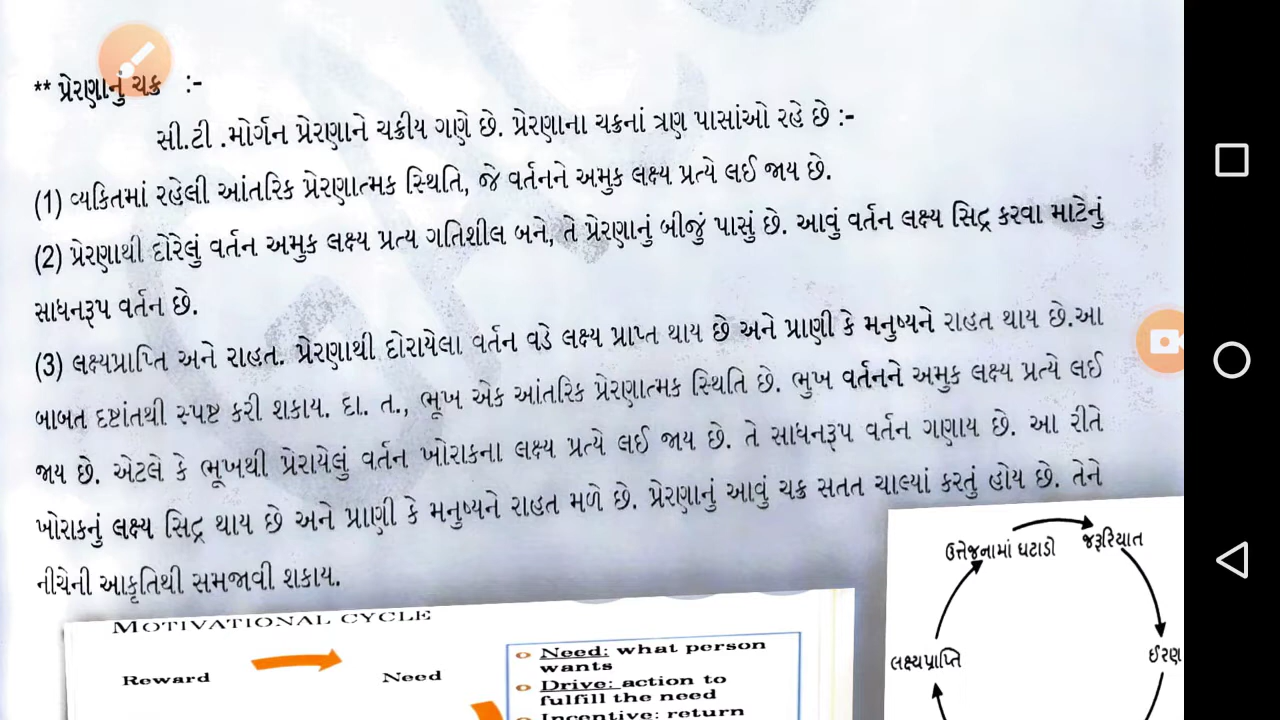 ** પ્રેરણાનું ચક્ર :-
સી.ટી .મોર્ગન પ્રેરણાને ચક્રીય ગણે છે. પ્રેરણાના ચક્રનાં ત્રણ પાસાંઓ રહે છે :-
(1) વ્યકિતમાં રહેલી આંતરિક પ્રેરણાત્મક સ્થિતિ, જે વર્તનને અમુક લક્ષ્ય પ્રત્યે લઈ જાય છે.
(2) પ્રેરણાથી દોરેલું વર્તન અમુક લક્ષ્ય પ્રત્ય ગતિશીલ બને, તે પ્રેરણાનું બીજું પાસું છે. આવું વર્તન લક્ષ્ય સિદ્ર કરવા માટેનું
સાધનરૂપ વર્તન છે.
(3) લક્ષ્યપ્રાપ્તિ અને રાહત. પ્રેરણાથી દોરાયેલા વર્તન વડે લક્ષ્ય પ્રાપ્ત થાય છે અને પ્રાણી કે મનુષ્યને રાહત થાય છે.આ
બાબત દષ્ટાંતથી સ્પષ્ટ કરી શકાય. દા. ત., ભૂખ એક આંતરિક પ્રેરણાત્મક સ્થિતિ છે. ભુખ વર્તનને અમુક લક્ષ્ય પ્રત્યે લઈ
જાય છે. એટલે કે ભૂખથી પ્રેરાયેલું વર્તન ખોરાકના લક્ષ્ય પ્રત્યે લઈ જાય છે. તે સાધનરૂપ વર્તન ગણાય છે. આ રીતે
ખોરાકનું લક્ષ્ય સિદ્ર થાય છે અને પ્રાણી કે મનુષ્યને રાહત મળે છે. પ્રેરણાનું આવું ચક્ર સતત ચાલ્યાં કરતું હોય છે. તેને
નીચેની આકૃતિથી સમજાવી શકાય.
MOTIVATIONAL CYCLE
Reward
Need
Need: what person
wants
Drive: action to
fulfill the need
Incentive: return
ઉત્તેજનામાં ઘટાડો
જરૂરિયાત
લક્ષ્યપ્રાપ્તિ
ઈરણ